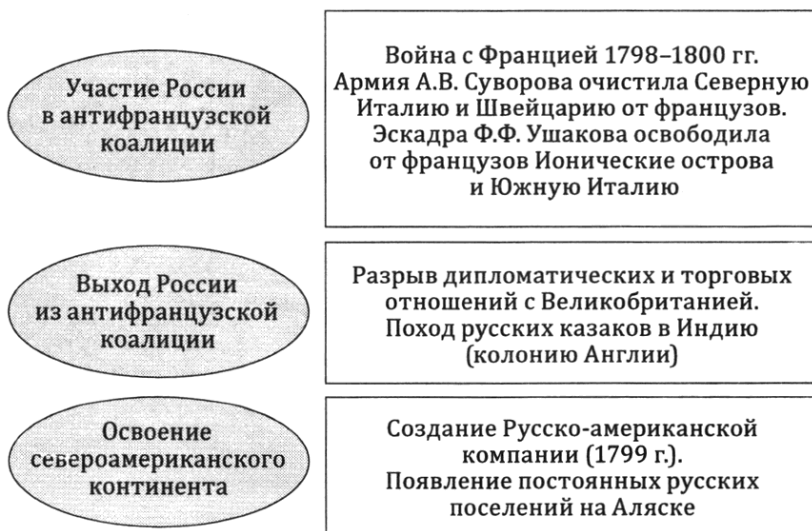 Участие России
в антифранцузской
коалиции
Война с Францией 1798–1800 гг.
Армия А.В. Суворова очистила Северную
Италию и Швейцарию от французов.
Эскадра Ф.Ф. Ушакова освободила
от французов Ионические острова
и Южную Италию
Выход России
из антифранцузской
коалиции
Разрыв дипломатических и торговых
отношений с Великобританией.
Поход русских казаков в Индию
(колонию Англии)
Освоение
североамериканского
континента
Создание Русско-американской
компании (1799 г.).
Появление постоянных русских
поселений на Аляске